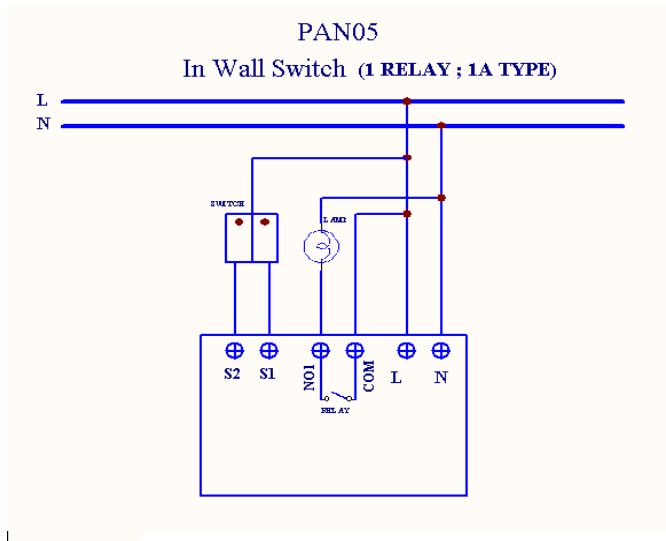 PAN05
In Wall Switch (1 RELAY ; 1A TYPE)
L
N
SWITCH
LAMP
S2 S1 NO1 COM L N
RELAY